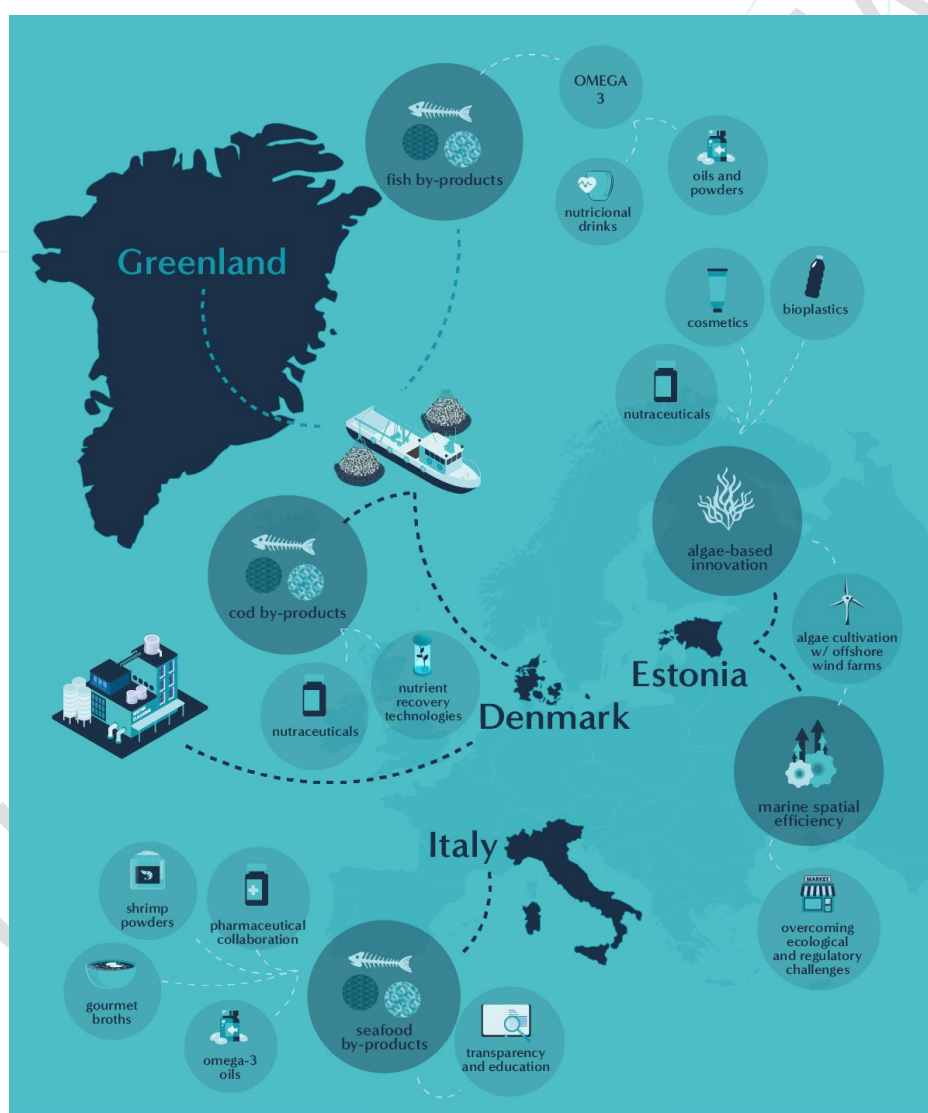 OMEGA
3
fish by-products
oils and
powders
nutricional
drinks
Greenland
cosmetics
bioplastics
nutraceuticals
algae-based
innovation
cod by-products
nutraceuticals
nutrient
recovery
technologies
algae cultivation
w/ offshore
wind farms
Estonia
Denmark
marine spatial
efficiency
Italy
MARKET
overcoming
ecological
and regulatory
challenges
shrimp
powders
pharmaceutical
collaboration
gourmet
broths
omega-3
oils
seafood
by-products
transparency
and education